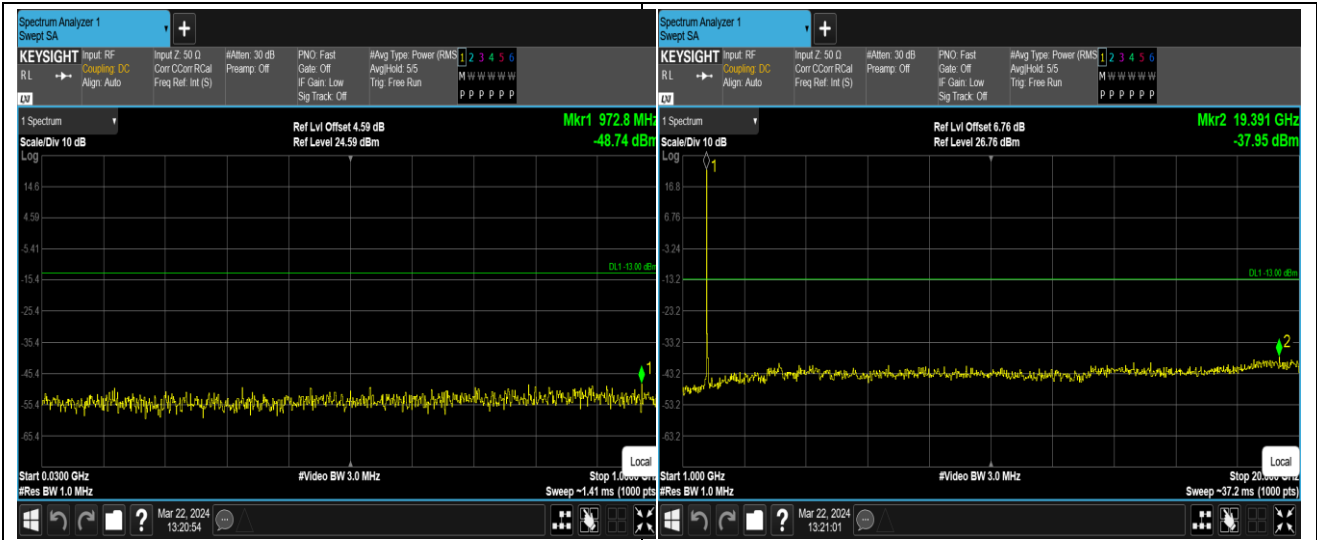 Spectrum Analyzer 1
Swept SA
+
KEYSIGHT Input: RF
RL
Coupling: DC
Align: Auto
LXI
Input Z: 50 Ω
Corr CCorr RCal
Freq Ref: Int (S)
#Atten: 30 dB
Preamp: Off
PNO: Fast
Gate: Off
IF Gain: Low
Sig Track: Off
#Avg Type: Power (RMS
Avg|Hold: 5/5
Trig: Free Run
1 2 3 4 5 6
M W W W W W
P P P P P P
1 Spectrum
Scale/Div 10 dB
Log
Ref Lvl Offset 4.59 dB
Ref Level 24.59 dBm
Mkr1 972.8 MHz
-48.74 dBm
14.6
4.59
-5.41
DL1 -13.00 dBm
-15.4
-25.4
-35.4
1
-45.4
-55.4
-65.4
Local
Start 0.0300 GHz
#Res BW 1.0 MHz
#Video BW 3.0 MHz
Stop 1.0000 GHz
Sweep ~1.41 ms (1000 pts
?
Mar 22, 2024
13:20:54
Spectrum Analyzer 1
Swept SA
+
KEYSIGHT Input: RF
RL
Coupling: DC
Align: Auto
LXI
Input Z: 50 Ω
Corr CCorr RCal
Freq Ref: Int (S)
#Atten: 30 dB
Preamp: Off
PNO: Fast
Gate: Off
IF Gain: Low
Sig Track: Off
#Avg Type: Power (RMS
Avg|Hold: 5/5
Trig: Free Run
1 2 3 4 5 6
M W W W W W
P P P P P P
1 Spectrum
Scale/Div 10 dB
Log
Ref Lvl Offset 6.76 dB
Ref Level 26.76 dBm
Mkr2 19.391 GHz
-37.95 dBm
1
16.8
6.76
-3.24
DL1 -13.00 dBm
-13.2
-23.2
-33.2
2
-43.2
-53.2
-63.2
Local
Start 1.000 GHz
#Res BW 1.0 MHz
#Video BW 3.0 MHz
Stop 20.000 GHz
Sweep ~37.2 ms (1000 pts)
?
Mar 22, 2024
13:21:01